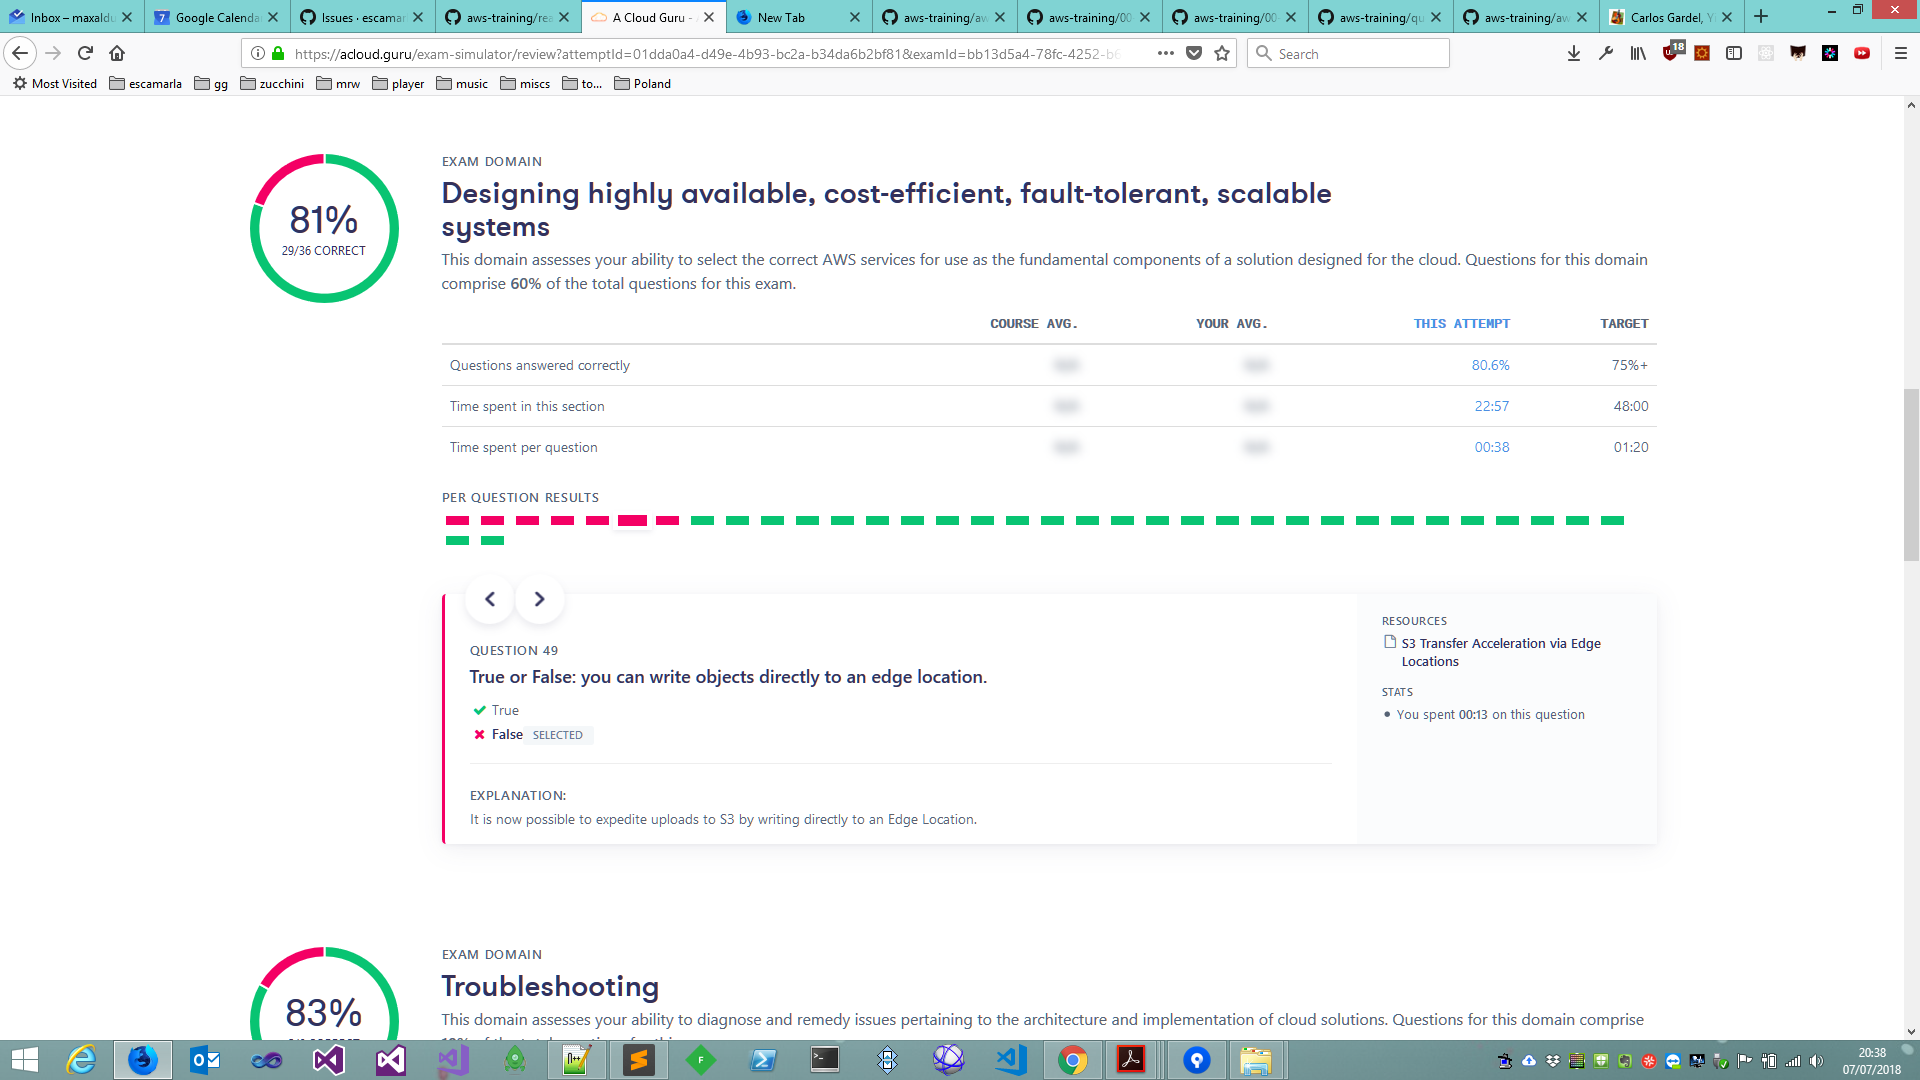 Inbox – maxaldu
Google Calenda
Issues · escamar
aws-training/rea
A Cloud Guru -
New Tab
aws-training/aw
aws-training/00
aws-training/00
aws-training/qu
aws-training/aw
Carlos Gardel, Y
https://acloud.guru/exam-simulator/review?attemptId=01dda0a4-d49e-4b93-bc2a-b34da6b2bf81&examId=bb13d5a4-78fc-4252-b6
Search
18
Most Visited
escamarla
gg
zucchini
mrw
player
music
miscs
to...
Poland
81%
29/36 CORRECT
EXAM DOMAIN
Designing highly available, cost-efficient, fault-tolerant, scalable
systems
This domain assesses your ability to select the correct AWS services for use as the fundamental components of a solution designed for the cloud. Questions for this domain
comprise 60% of the total questions for this exam.
COURSE AVG. YOUR AVG. THIS ATTEMPT TARGET
Questions answered correctly 80.6% 75%+
Time spent in this section 22:57 48:00
Time spent per question 00:38 01:20
PER QUESTION RESULTS
QUESTION 49
True or False: you can write objects directly to an edge location.
True
False SELECTED
EXPLANATION:
It is now possible to expedite uploads to S3 by writing directly to an Edge Location.
RESOURCES
S3 Transfer Acceleration via Edge
Locations
STATS
You spent 00:13 on this question
83%
EXAM DOMAIN
Troubleshooting
This domain assesses your ability to diagnose and remedy issues pertaining to the architecture and implementation of cloud solutions. Questions for this domain comprise
20:38
07/07/2018